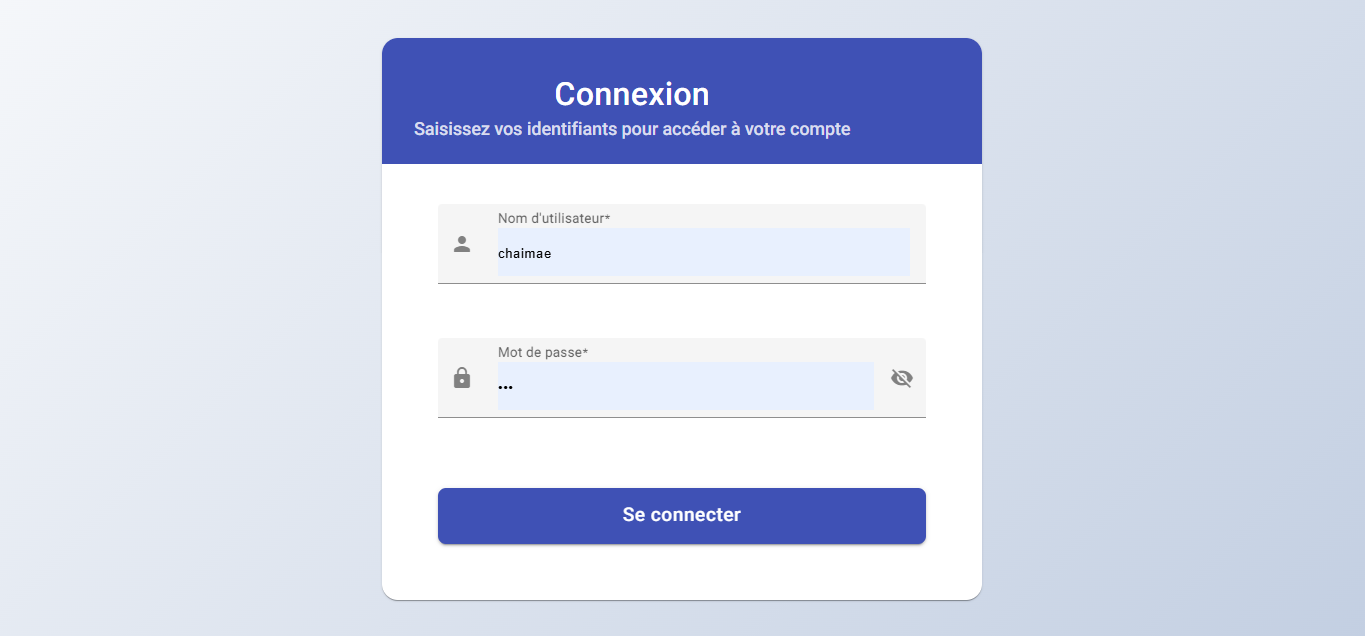 Connexion
Saisissez vos identifiants pour accéder à votre compte
Nom d'utilisateur*
chaimae
Mot de passe*
•••
Se connecter